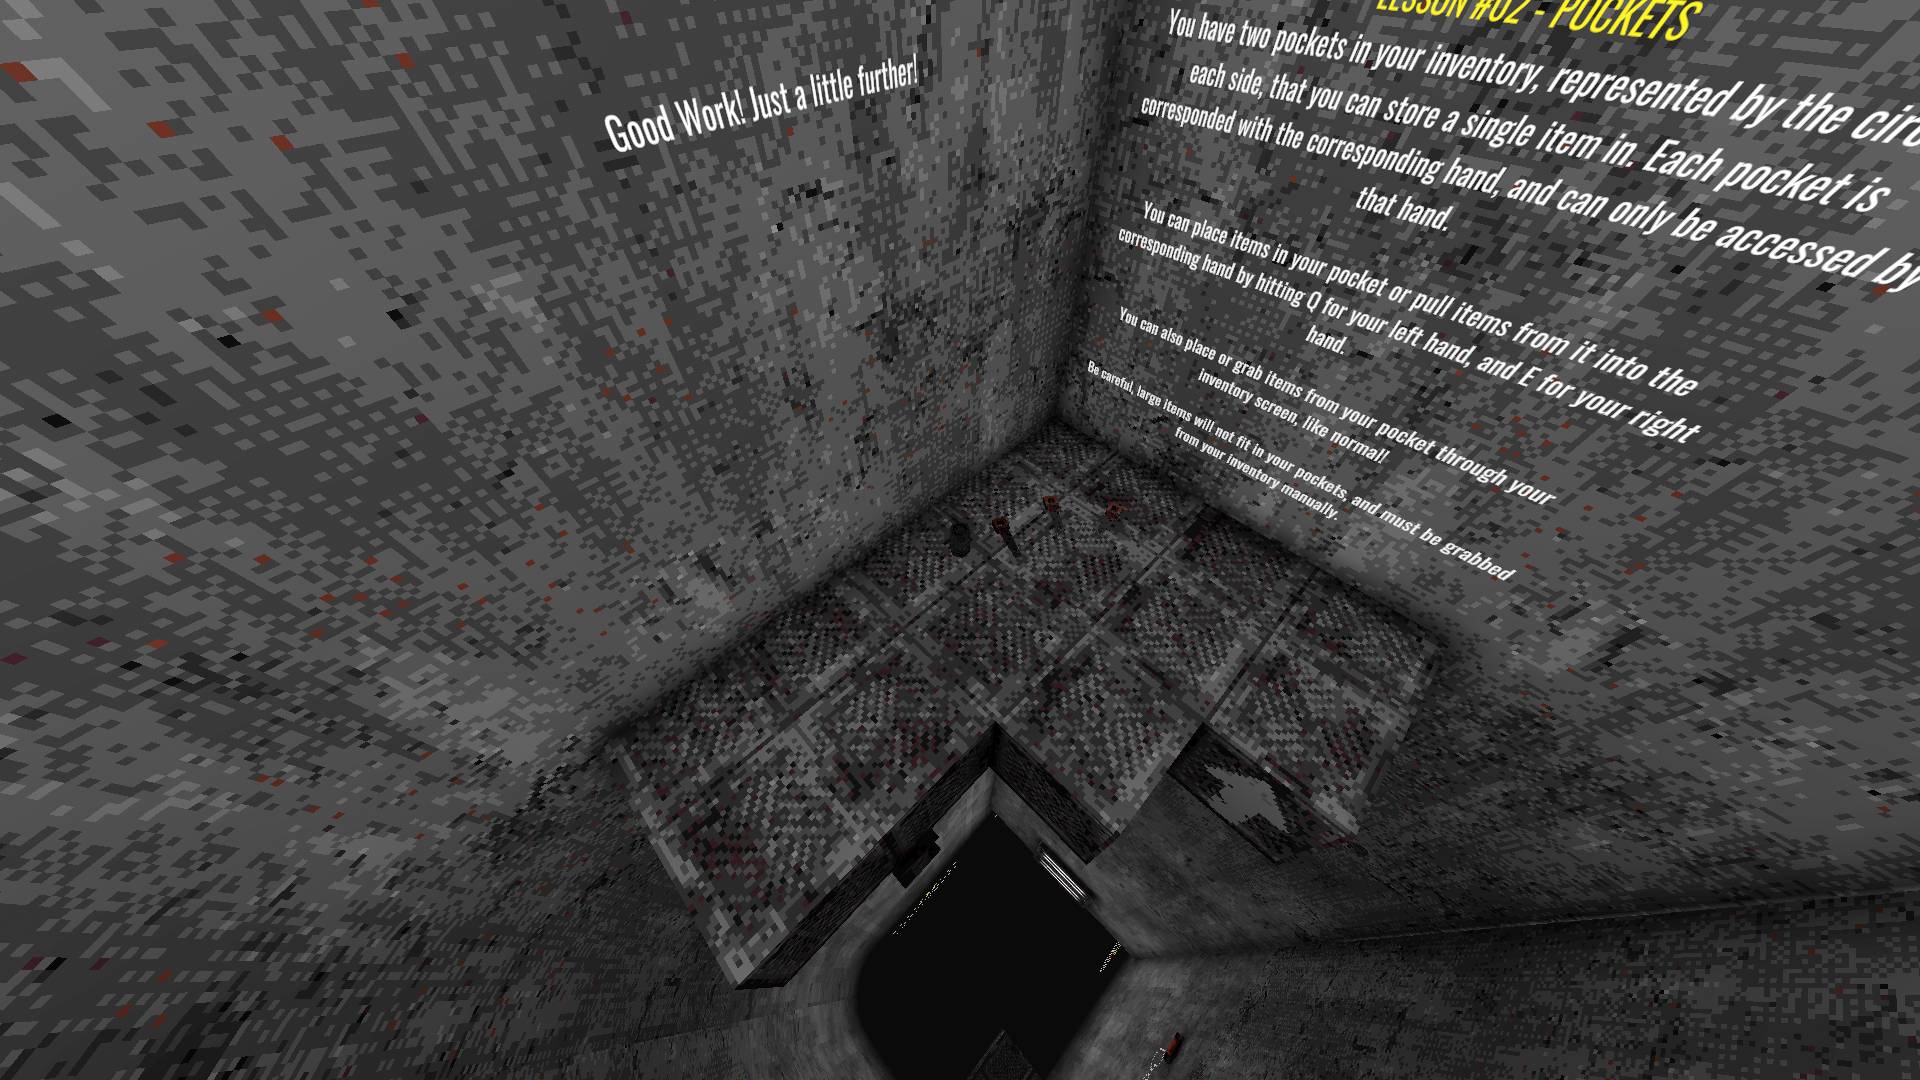 Good Work! Just a little further!
LESSON #02 - POCKETS
You have two pockets in your inventory, represented by the
each side, that you can store a single item in. Each pocket is
corresponded with the corresponding hand, and can only be accessed by
that hand.
You can place items in your pocket or pull items from it into the
corresponding hand by hitting Q for your left hand, and E for your right
hand.
You can also place or grab items from your pocket through your
inventory screen, like normal!
Be careful, large items will not fit in your pockets, and must be grabbed
from your inventory manually.